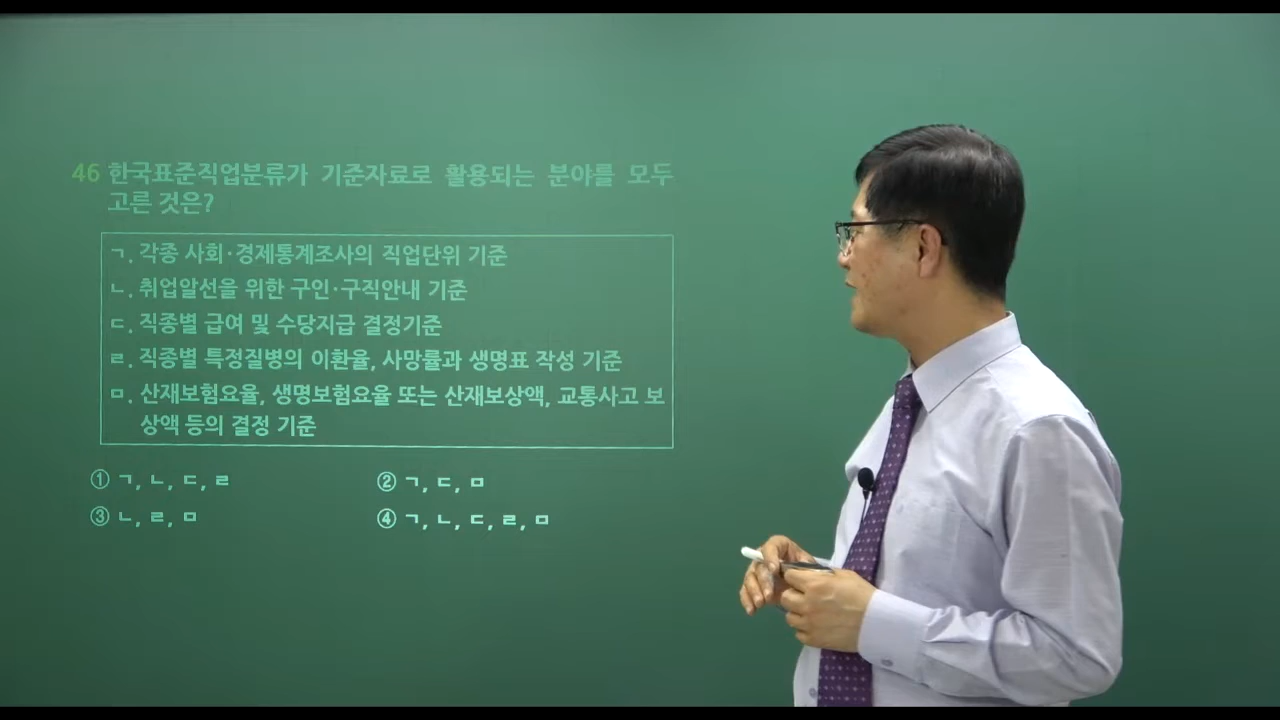 46 한국표준직업분류가 기준자료로 활용되는 분야를 모두
고른 것은?
ㄱ. 각종 사회·경제통계조사의 직업단위 기준
ㄴ. 취업알선을 위한 구인·구직안내 기준
ㄷ. 직종별 급여 및 수당지급 결정기준
ㄹ. 직종별 특정질병의 이환율, 사망률과 생명표 작성 기준
ㅁ. 산재보험요율, 생명보험요율 또는 산재보상액, 교통사고 보
상액 등의 결정 기준
① ㄱ, ㄴ, ㄷ, ㄹ ② ㄱ, ㄷ, ㅁ
③ ㄴ, ㄹ, ㅁ ④ ㄱ, ㄴ, ㄷ, ㄹ, ㅁ